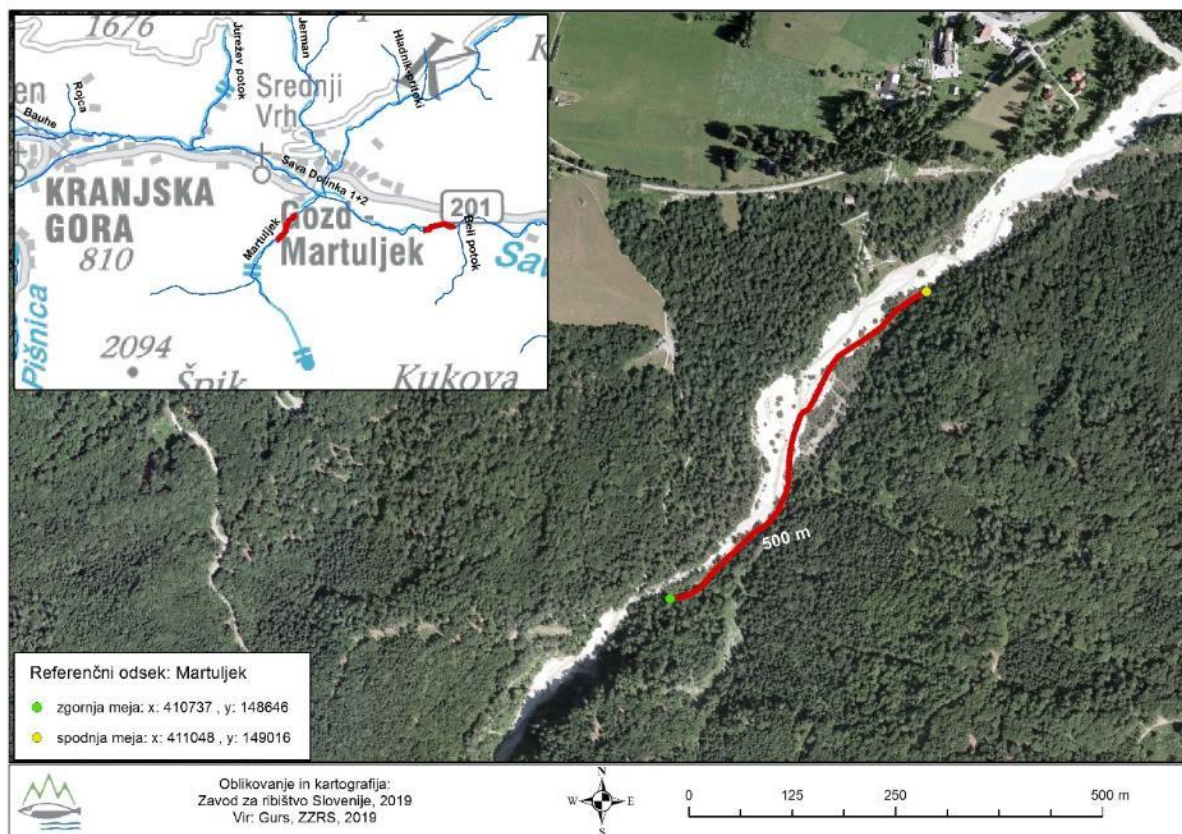 1676
Jurežev potok
Jerman
Hladnik pritoki
Srednji
Vrh
en
Rojca
Bauhe
Sava Dolinka 1+2
KRANJSKA
GORA
810
201
Gozd -
Martuljek
Martuljek
Beli potok
Sav
Pišnica
2094
Špik
Kukova
500 m
Referenčni odsek: Martuljek
zgornja meja: x: 410737 , y: 148646
spodnja meja: x: 411048 , y: 149016
Oblikovanje in kartografija:
Zavod za ribištvo Slovenije, 2019
Vir: Gurs, ZZRS, 2019
N
W
E
S
0
125
250
500 m